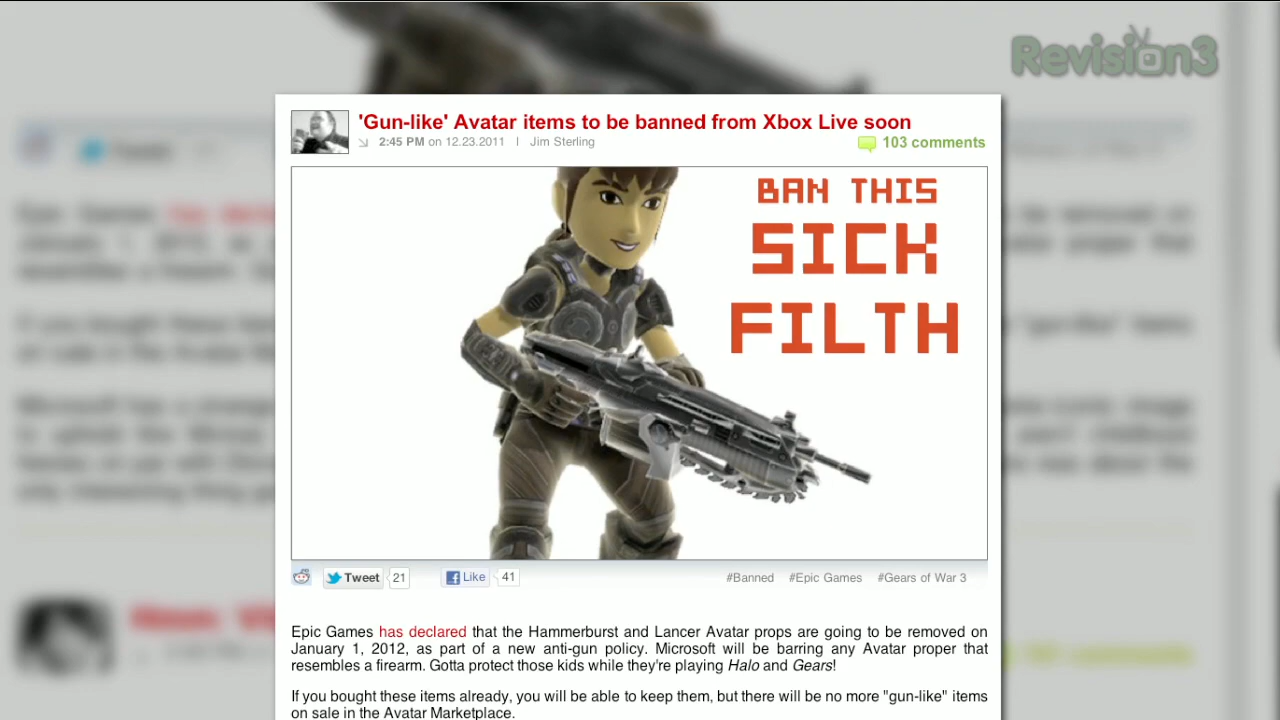 Revision3
'Gun-like' Avatar items to be banned from Xbox Live soon
2:45 PM on 12.23.2011 | Jim Sterling
103 comments
BAN THIS
SICK
FILTH
Tweet 21 Like 41 #Banned #Epic Games #Gears of War 3
Epic Games has declared that the Hammerburst and Lancer Avatar props are going to be removed on
January 1, 2012, as part of a new anti-gun policy. Microsoft will be barring any Avatar proper that
resembles a firearm. Gotta protect those kids while they're playing Halo and Gears!
If you bought these items already, you will be able to keep them, but there will be no more "gun-like" items
on sale in the Avatar Marketplace.